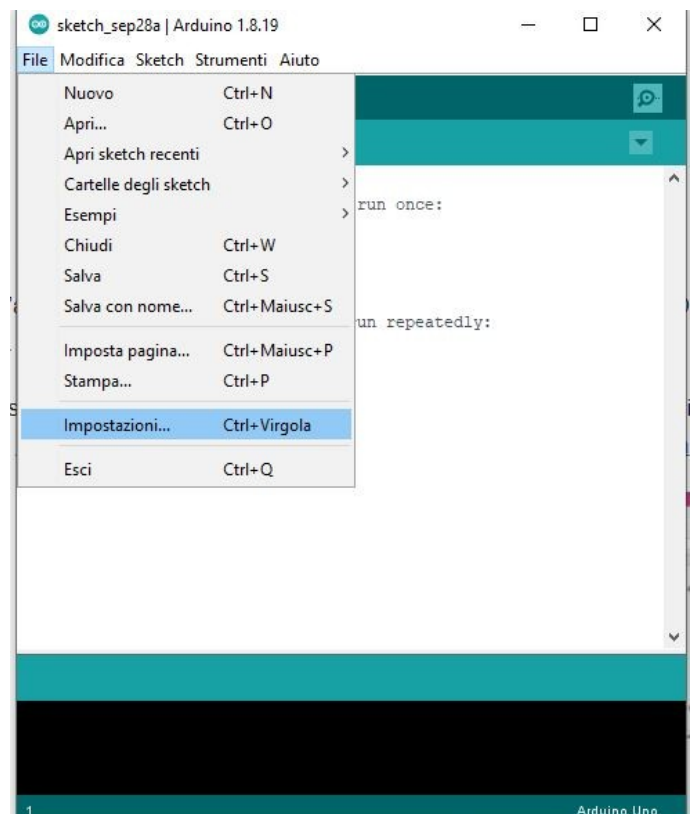 sketch_sep28a | Arduino 1.8.19
File Modifica Sketch Strumenti Aiuto
Nuovo Ctrl+N
Apri... Ctrl+O
Apri sketch recenti
Cartelle degli sketch
Esempi
run once:
Chiudi Ctrl+W
Salva Ctrl+S
Salva con nome... Ctrl+Maiusc+S
run repeatedly:
Imposta pagina... Ctrl+Maiusc+P
Stampa... Ctrl+P
Impostazioni... Ctrl+Virgola
Esci Ctrl+Q
1 Arduino Uno